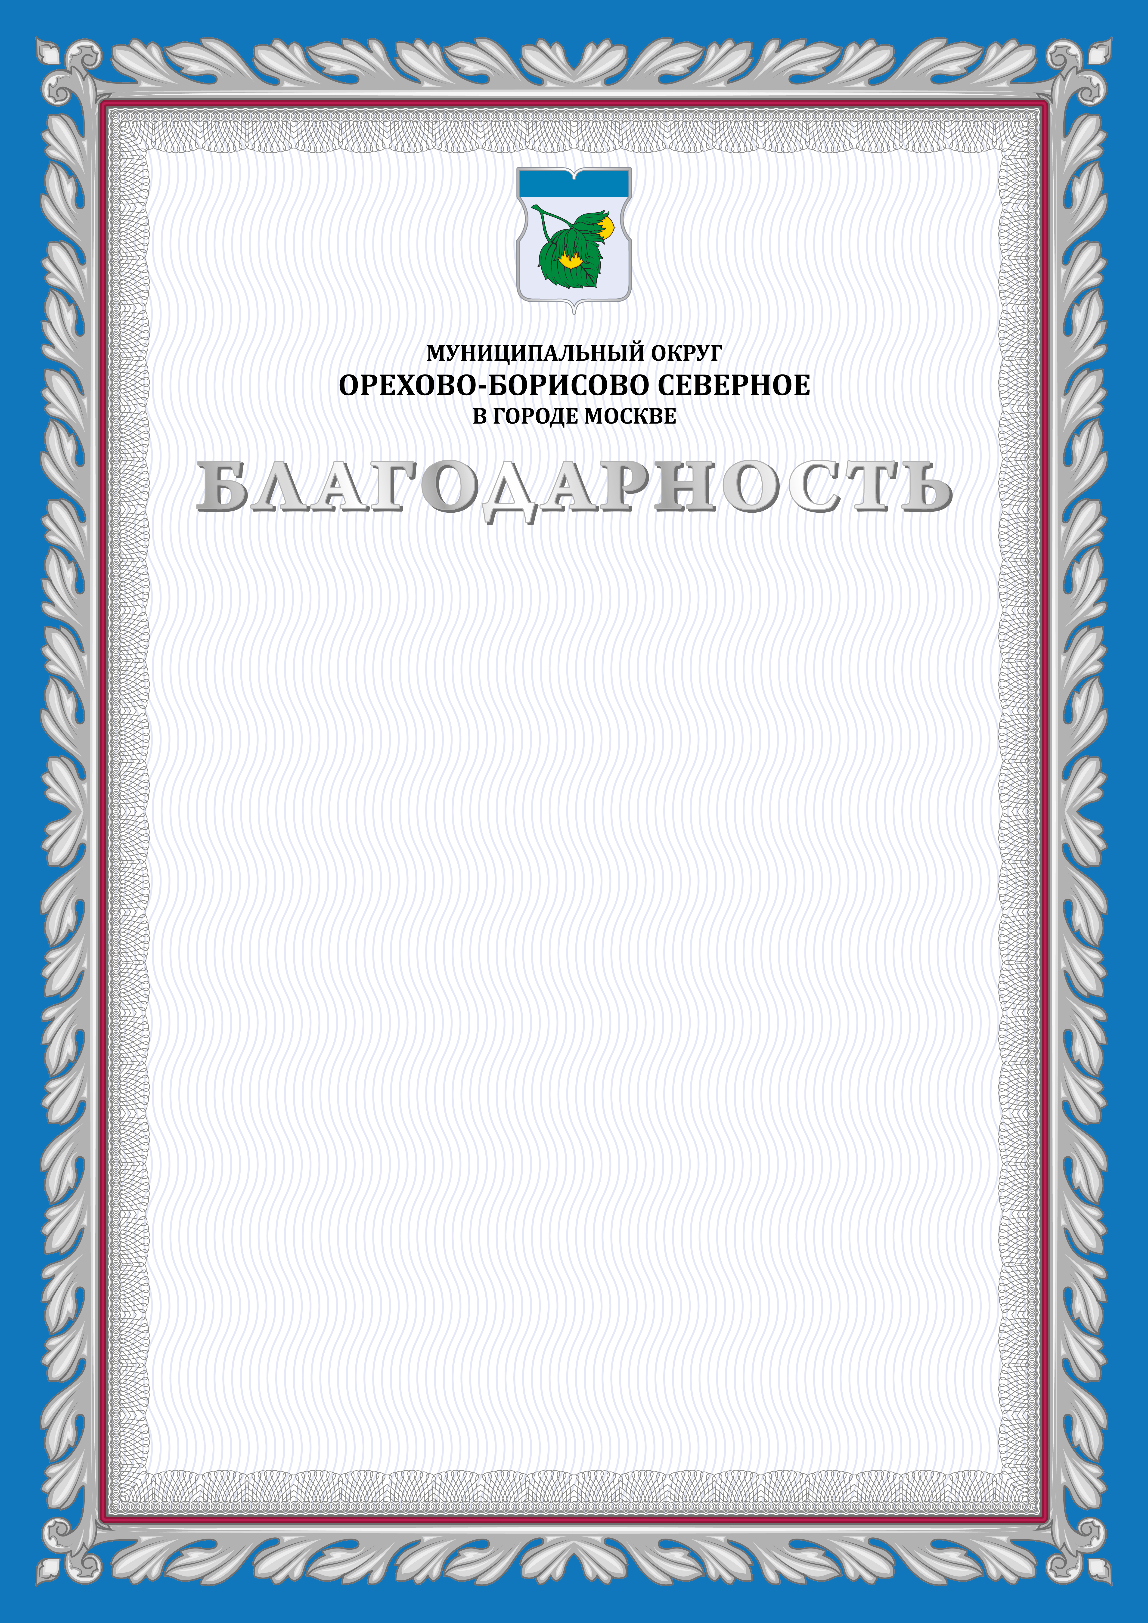 МУНИЦИПАЛЬНЫЙ ОКРУГ
ОРЕХОВО-БОРИСОВО СЕВЕРНОЕ
В ГОРОДЕ МОСКВЕ
БЛАГОДАРНОСТЬ